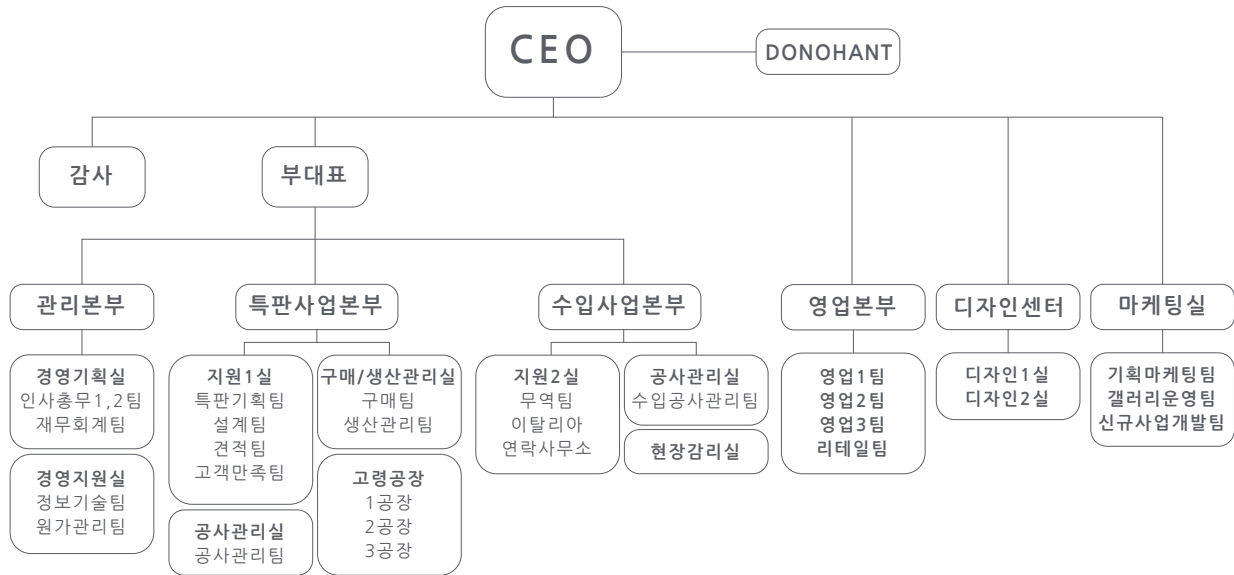 CEO
DONOHANT
감사
부대표
관리본부
특판사업본부
수입사업본부
영업본부
디자인센터
마케팅실
경영기획실
인사총무1,2팀
재무회계팀
경영지원실
정보기술팀
원가관리팀
지원1실
특판기획팀
설계팀
견적팀
고객만족팀
공사관리실
공사관리팀
구매/생산관리실
구매팀
생산관리팀
고령공장
1공장
2공장
3공장
지원2실
무역팀
이탈리아
연락사무소
공사관리실
수입공사관리팀
현장감리실
영업1팀
영업2팀
영업3팀
리테일팀
디자인1실
디자인2실
기획마케팅팀
갤러리운영팀
신규사업개발팀